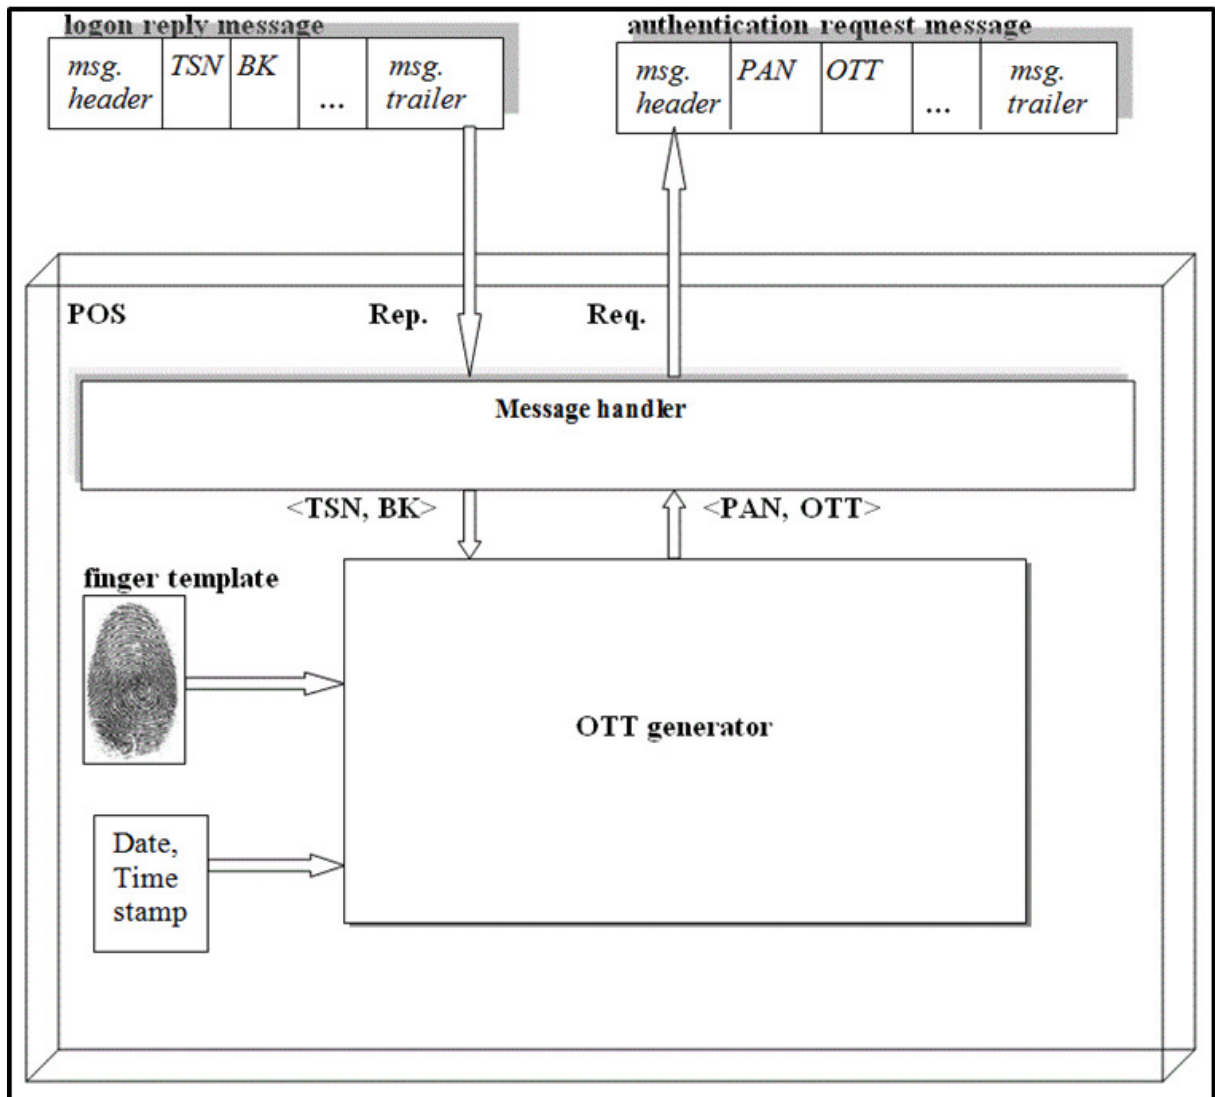 logon reply message
msg. header TSN BK ... msg. trailer
authentication request message
msg. header PAN OTT ... msg. trailer
POS
Rep.
Req.
Message handler
<TSN, BK>
<PAN, OTT>
finger template
OTT generator
Date,
Time
stamp